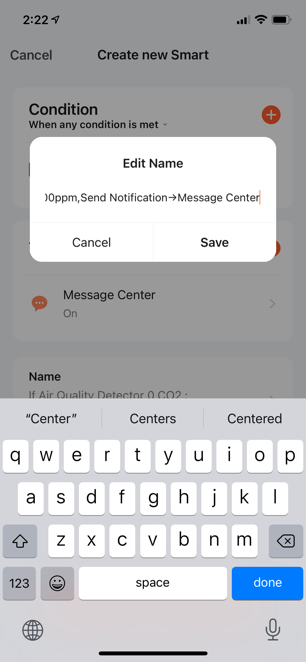 2:22
Cancel
Create new Smart
Condition
When any condition is met
Edit Name
0ppm,Send Notification→Message Center
Cancel
Save
Message Center
On
Name
If Air Quality Detector 0 CO2 :
“Center”
Centers
Centered
q w e r t y u i o p
a s d f g h j k l
z x c v b n m
123
space
done